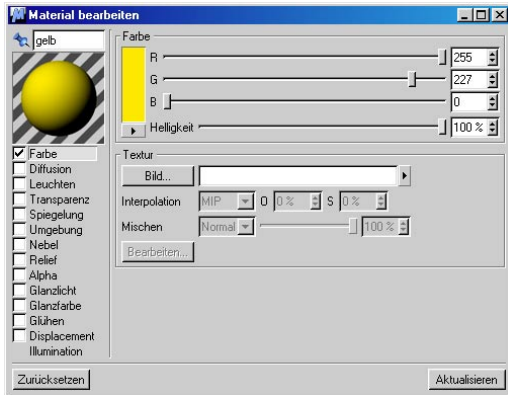 Material bearbeiten
gelb
Farbe
R 255
G 227
B 0
Helligkeit 100 %
Farbe
Diffusion
Leuchten
Transparenz
Spiegelung
Umgebung
Nebel
Relief
Alpha
Glanzlicht
Glanzfarbe
Glühen
Displacement
Illumination
Textur
Bild...
Interpolation MIP O 0 % S 0 %
Mischen Normal 100 %
Bearbeiten...
Zurücksetzen
Aktualisieren